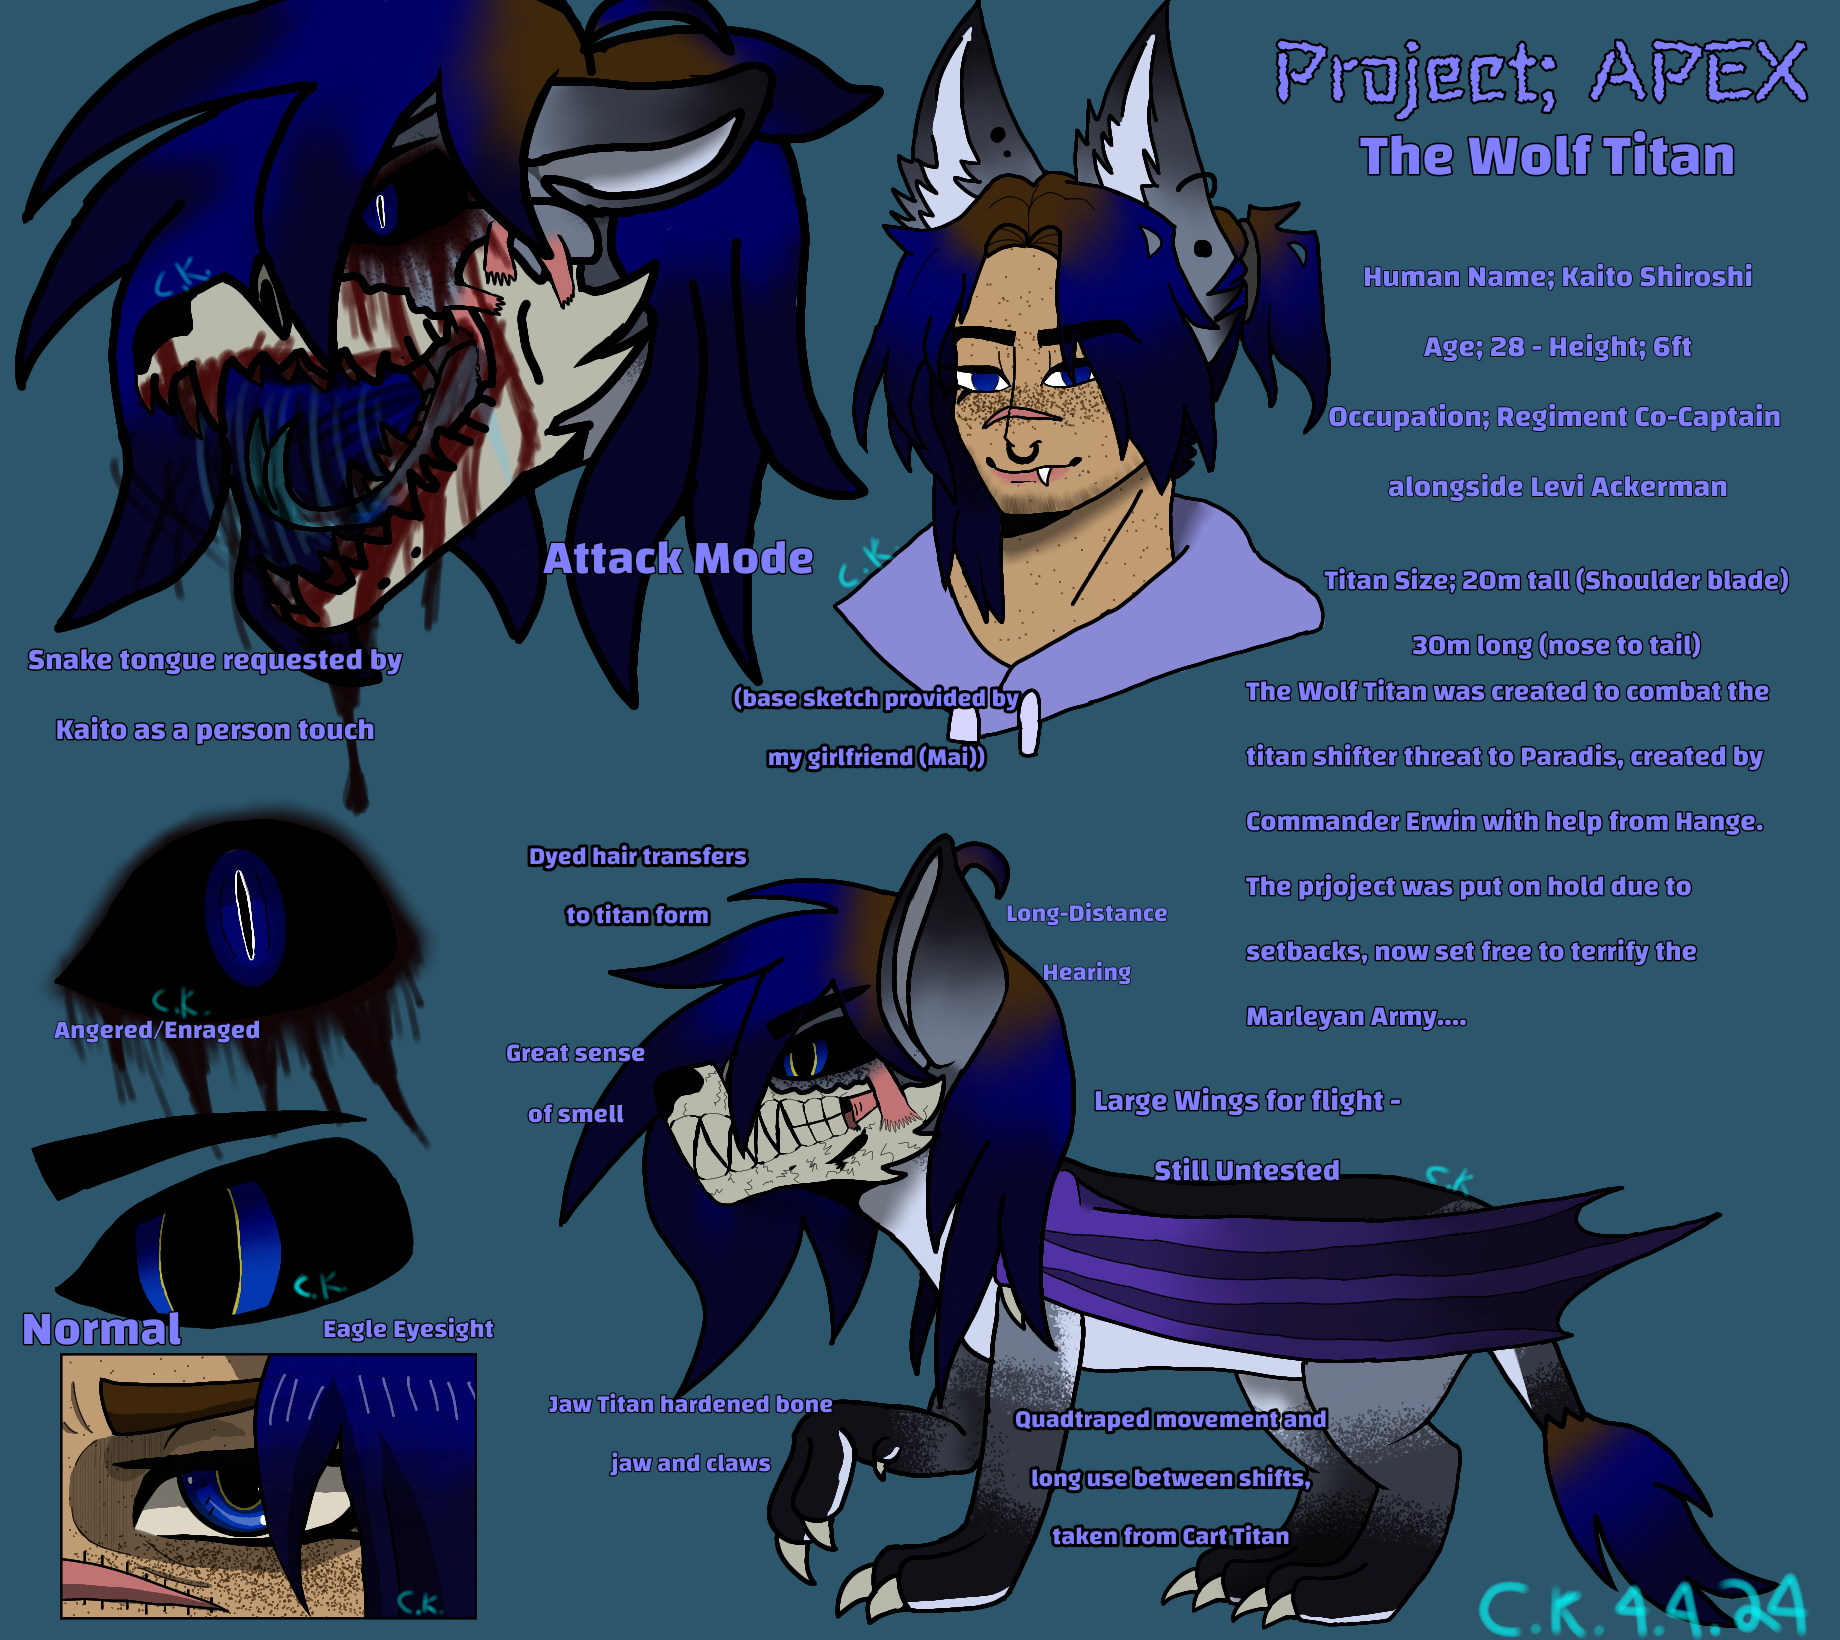 Project; APEX
The Wolf Titan
Human Name; Kaito Shiroshi
Age; 28 - Height; 6ft
Occupation; Regiment Co-Captain
alongside Levi Ackerman
Titan Size; 20m tall (Shoulder blade)
30m long (nose to tail)
The Wolf Titan was created to combat the
titan shifter threat to Paradis, created by
Commander Erwin with help from Hange.
The prjoject was put on hold due to
setbacks, now set free to terrify the
Marleyan Army....
C.K.
Attack Mode
C.K.
Snake tongue requested by
Kaito as a person touch
(base sketch provided by
my girlfriend (Mai))
Dyed hair transfers
to titan form
Long-Distance
Hearing
C.K.
Angered/Enraged
Great sense
of smell
Large Wings for flight -
Still Untested
C.K
C.K.
Normal
Eagle Eyesight
Jaw Titan hardened bone
jaw and claws
Quadtraped movement and
long use between shifts,
taken from Cart Titan
C.K.
C.K. 4.4.24